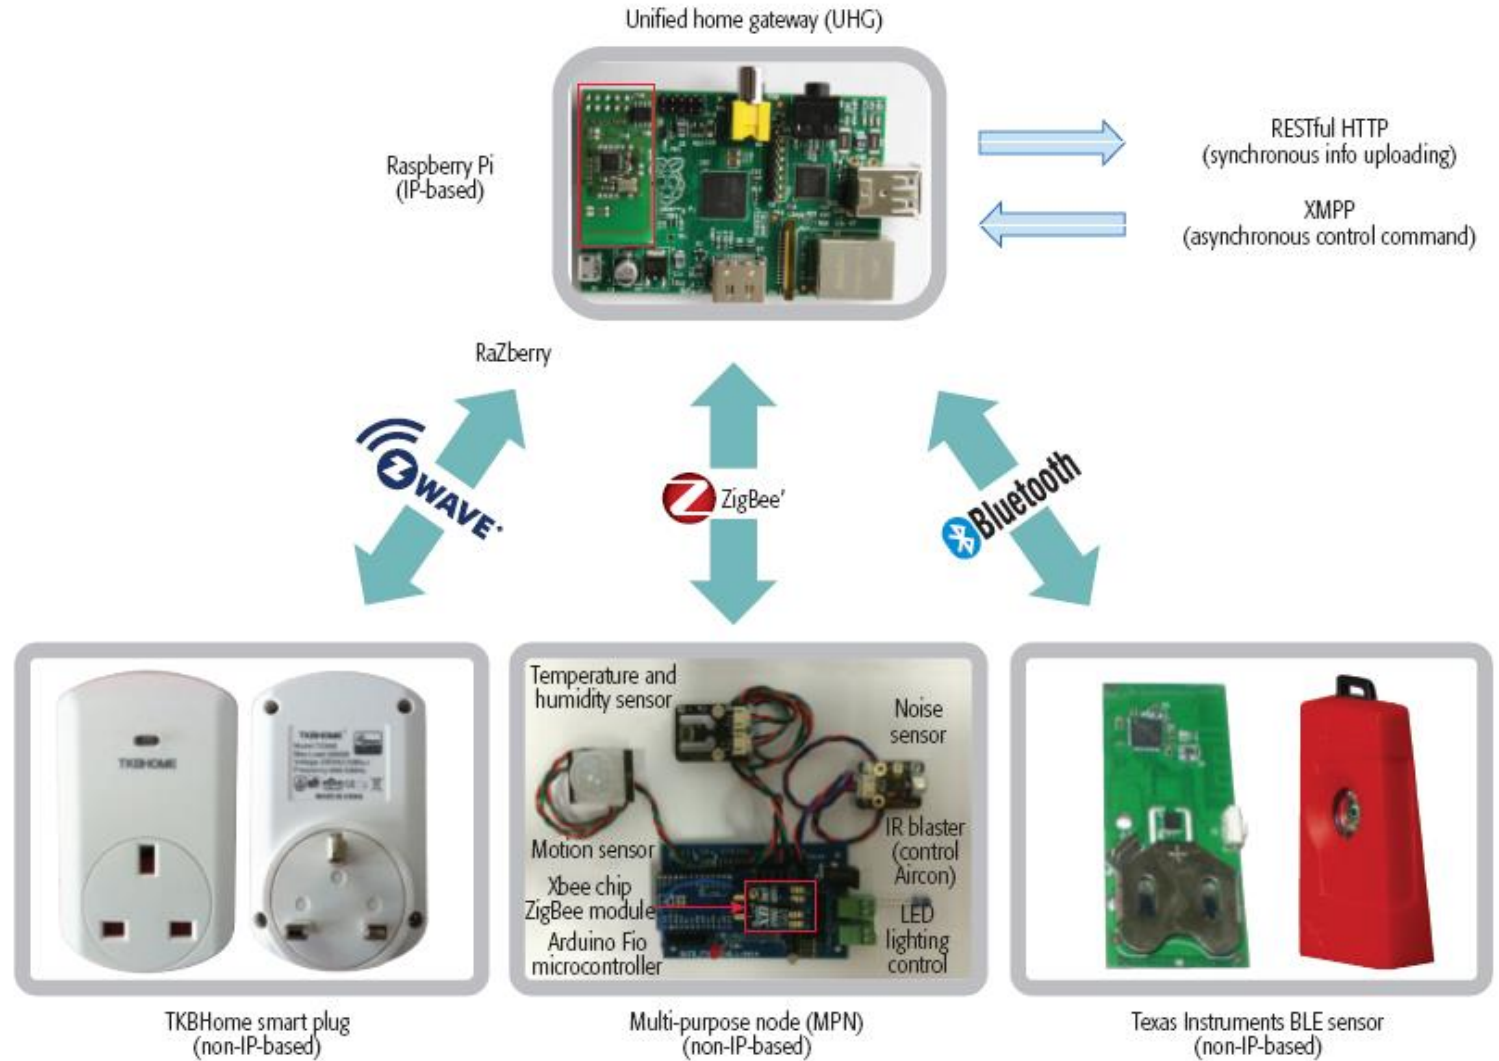 Unified home gateway (UHG)
Raspberry Pi
(IP-based)
RESTful HTTP
(synchronous info uploading)
XMPP
(asynchronous control command)
RaZberry
Z WAVE
ZigBee'
Bluetooth
Temperature and
humidity sensor
Noise
sensor
Motion sensor
IR blaster
(control
Aircon)
Xbee chip
ZigBee module
LED
lighting
control
Arduino Fio
microcontroller
TKBHOME
TKBHOME
TKBHome smart plug
(non-IP-based)
Multi-purpose node (MPN)
(non-IP-based)
Texas Instruments BLE sensor
(non-IP-based)